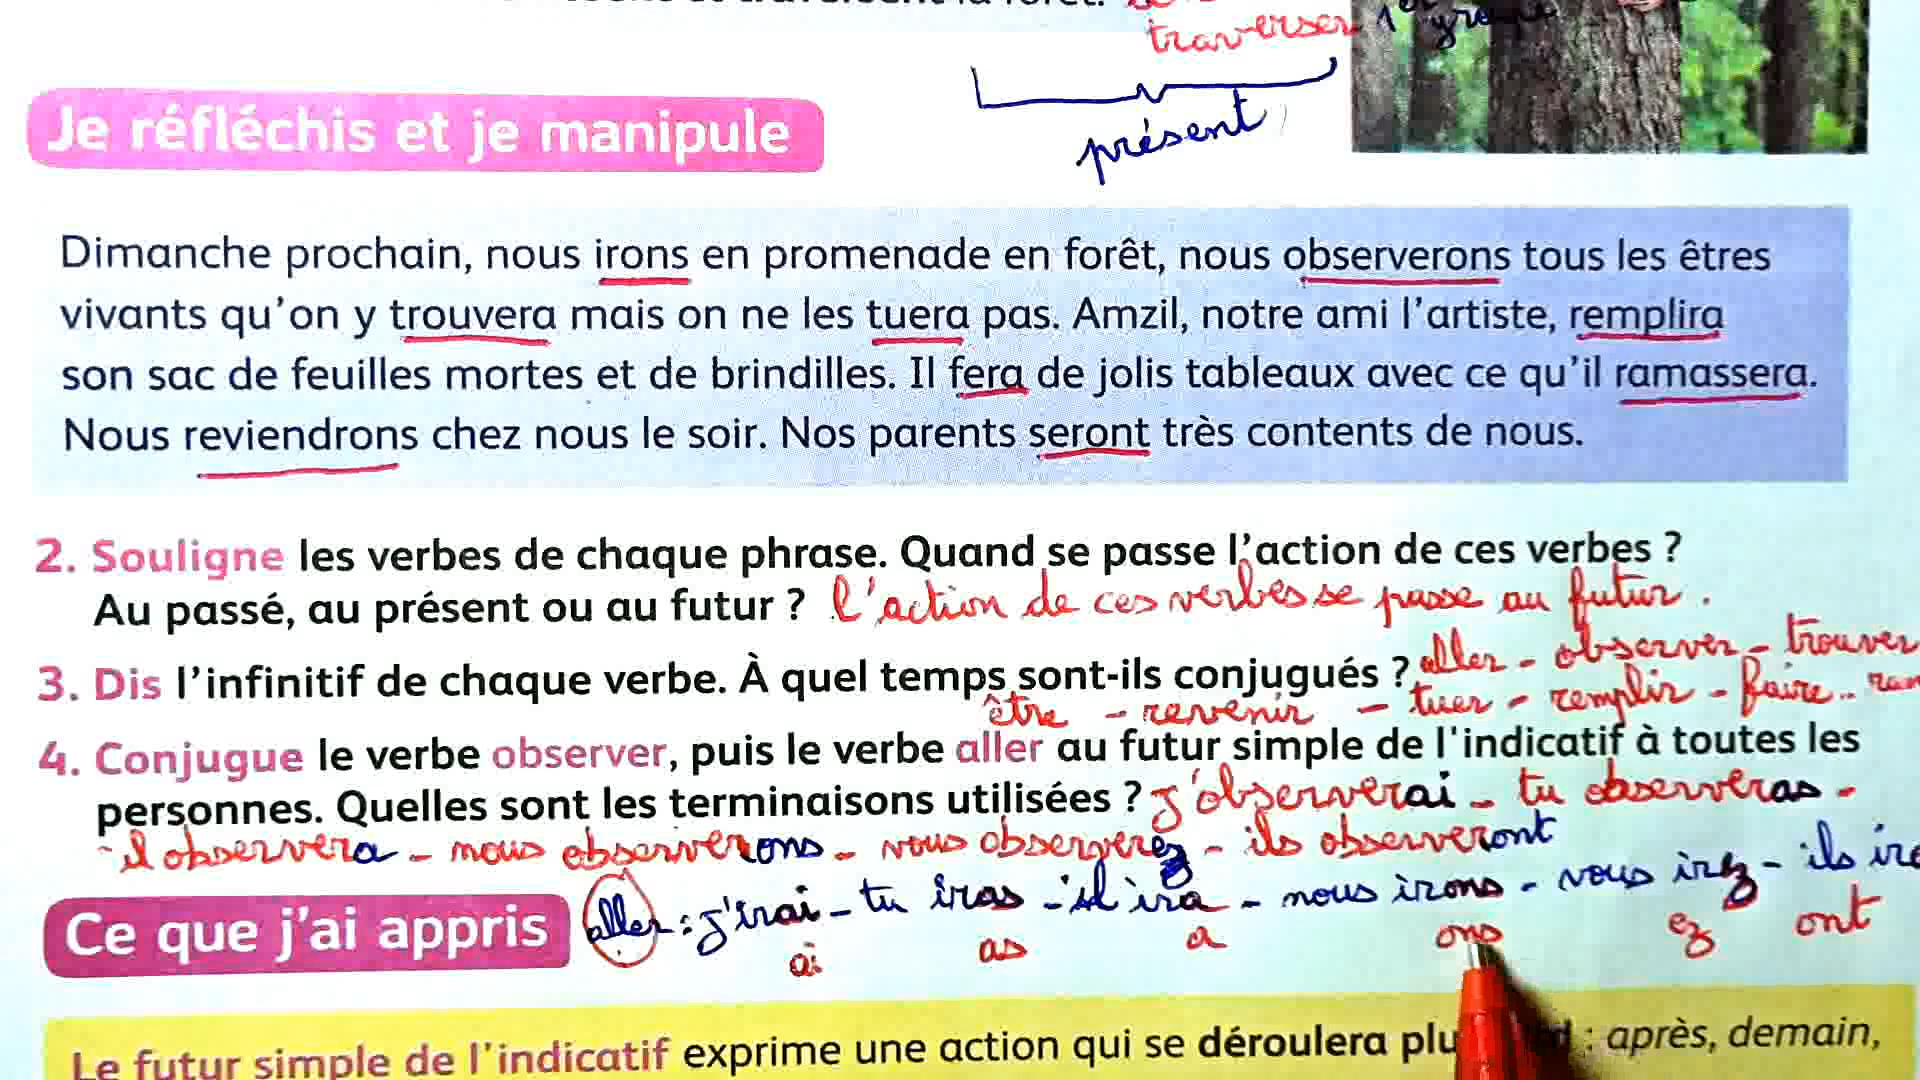 la forêt.
traverser 1er groupe
présent
Je réfléchis et je manipule
Dimanche prochain, nous irons en promenade en forêt, nous observerons tous les êtres
vivants qu'on y trouvera mais on ne les tuera pas. Amzil, notre ami l'artiste, remplira
son sac de feuilles mortes et de brindilles. Il fera de jolis tableaux avec ce qu'il ramassera.
Nous reviendrons chez nous le soir. Nos parents seront très contents de nous.
2. Souligne les verbes de chaque phrase. Quand se passe l'action de ces verbes ?
Au passé, au présent ou au futur ? l'action de ces verbes se passe au futur .
aller - observer - trouver
3. Dis l'infinitif de chaque verbe. À quel temps sont-ils conjugués ?
être - revenir - tuer - remplir - faire -
4. Conjugue le verbe observer, puis le verbe aller au futur simple de l'indicatif à toutes les
personnes. Quelles sont les terminaisons utilisées ? J'observerai - tu observeras -
- il observera - nous observerons - vous observerez - ils observeront
Ce que j'ai appris aller : J'irai - tu iras - il ira - nous irons - vous irez - ils
ai as a ons ez ont
Le futur simple de l'indicatif exprime une action qui se déroulera : après, demain,